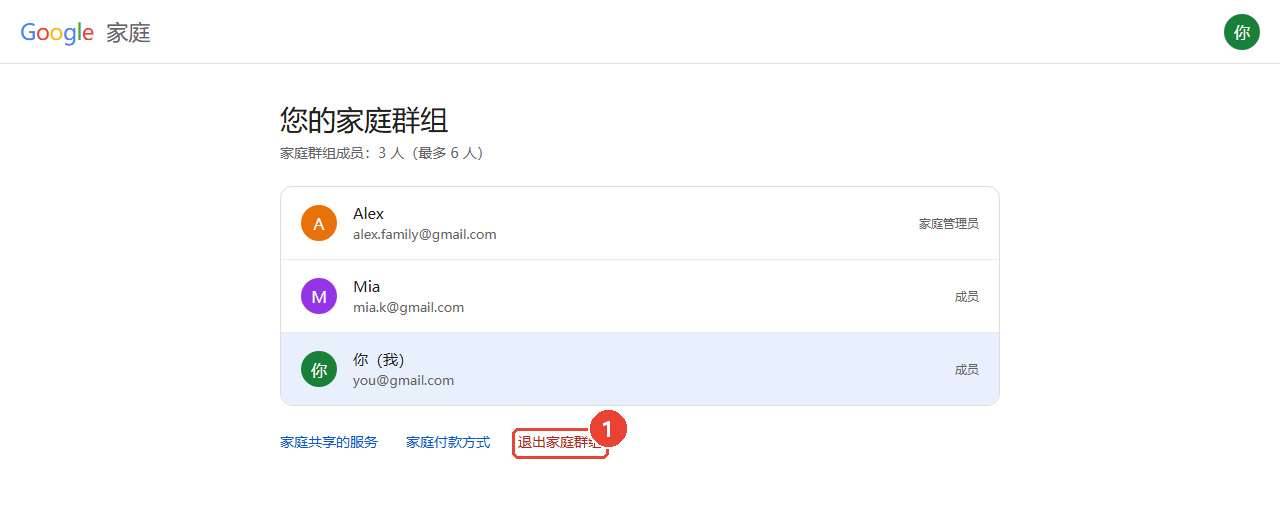 Google 家庭
你
您的家庭群组
家庭群组成员：3 人（最多 6 人）
A
Alex
alex.family@gmail.com
家庭管理员
M
Mia
mia.k@gmail.com
成员
你
你（我）
you@gmail.com
成员
家庭共享的服务 家庭付款方式 退出家庭群组
1